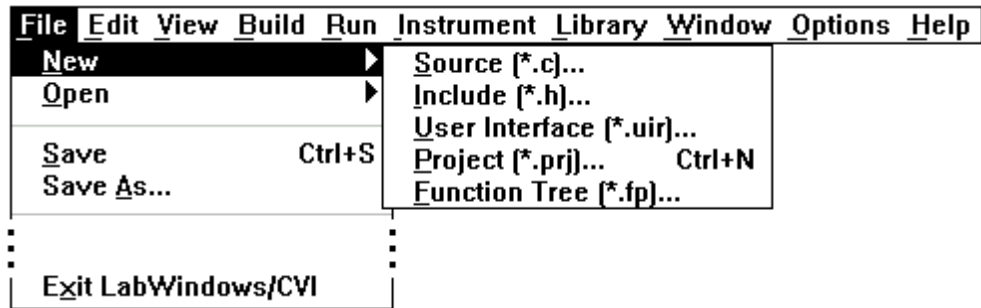 File Edit View Build Run Instrument Library Window Options Help
New
Open
Save Ctrl+S
Save As...
Exit LabWindows/CVI
Source (*.c)...
Include (*.h)...
User Interface (*.uir)...
Project (*.prj)... Ctrl+N
Function Tree (*.fp)...